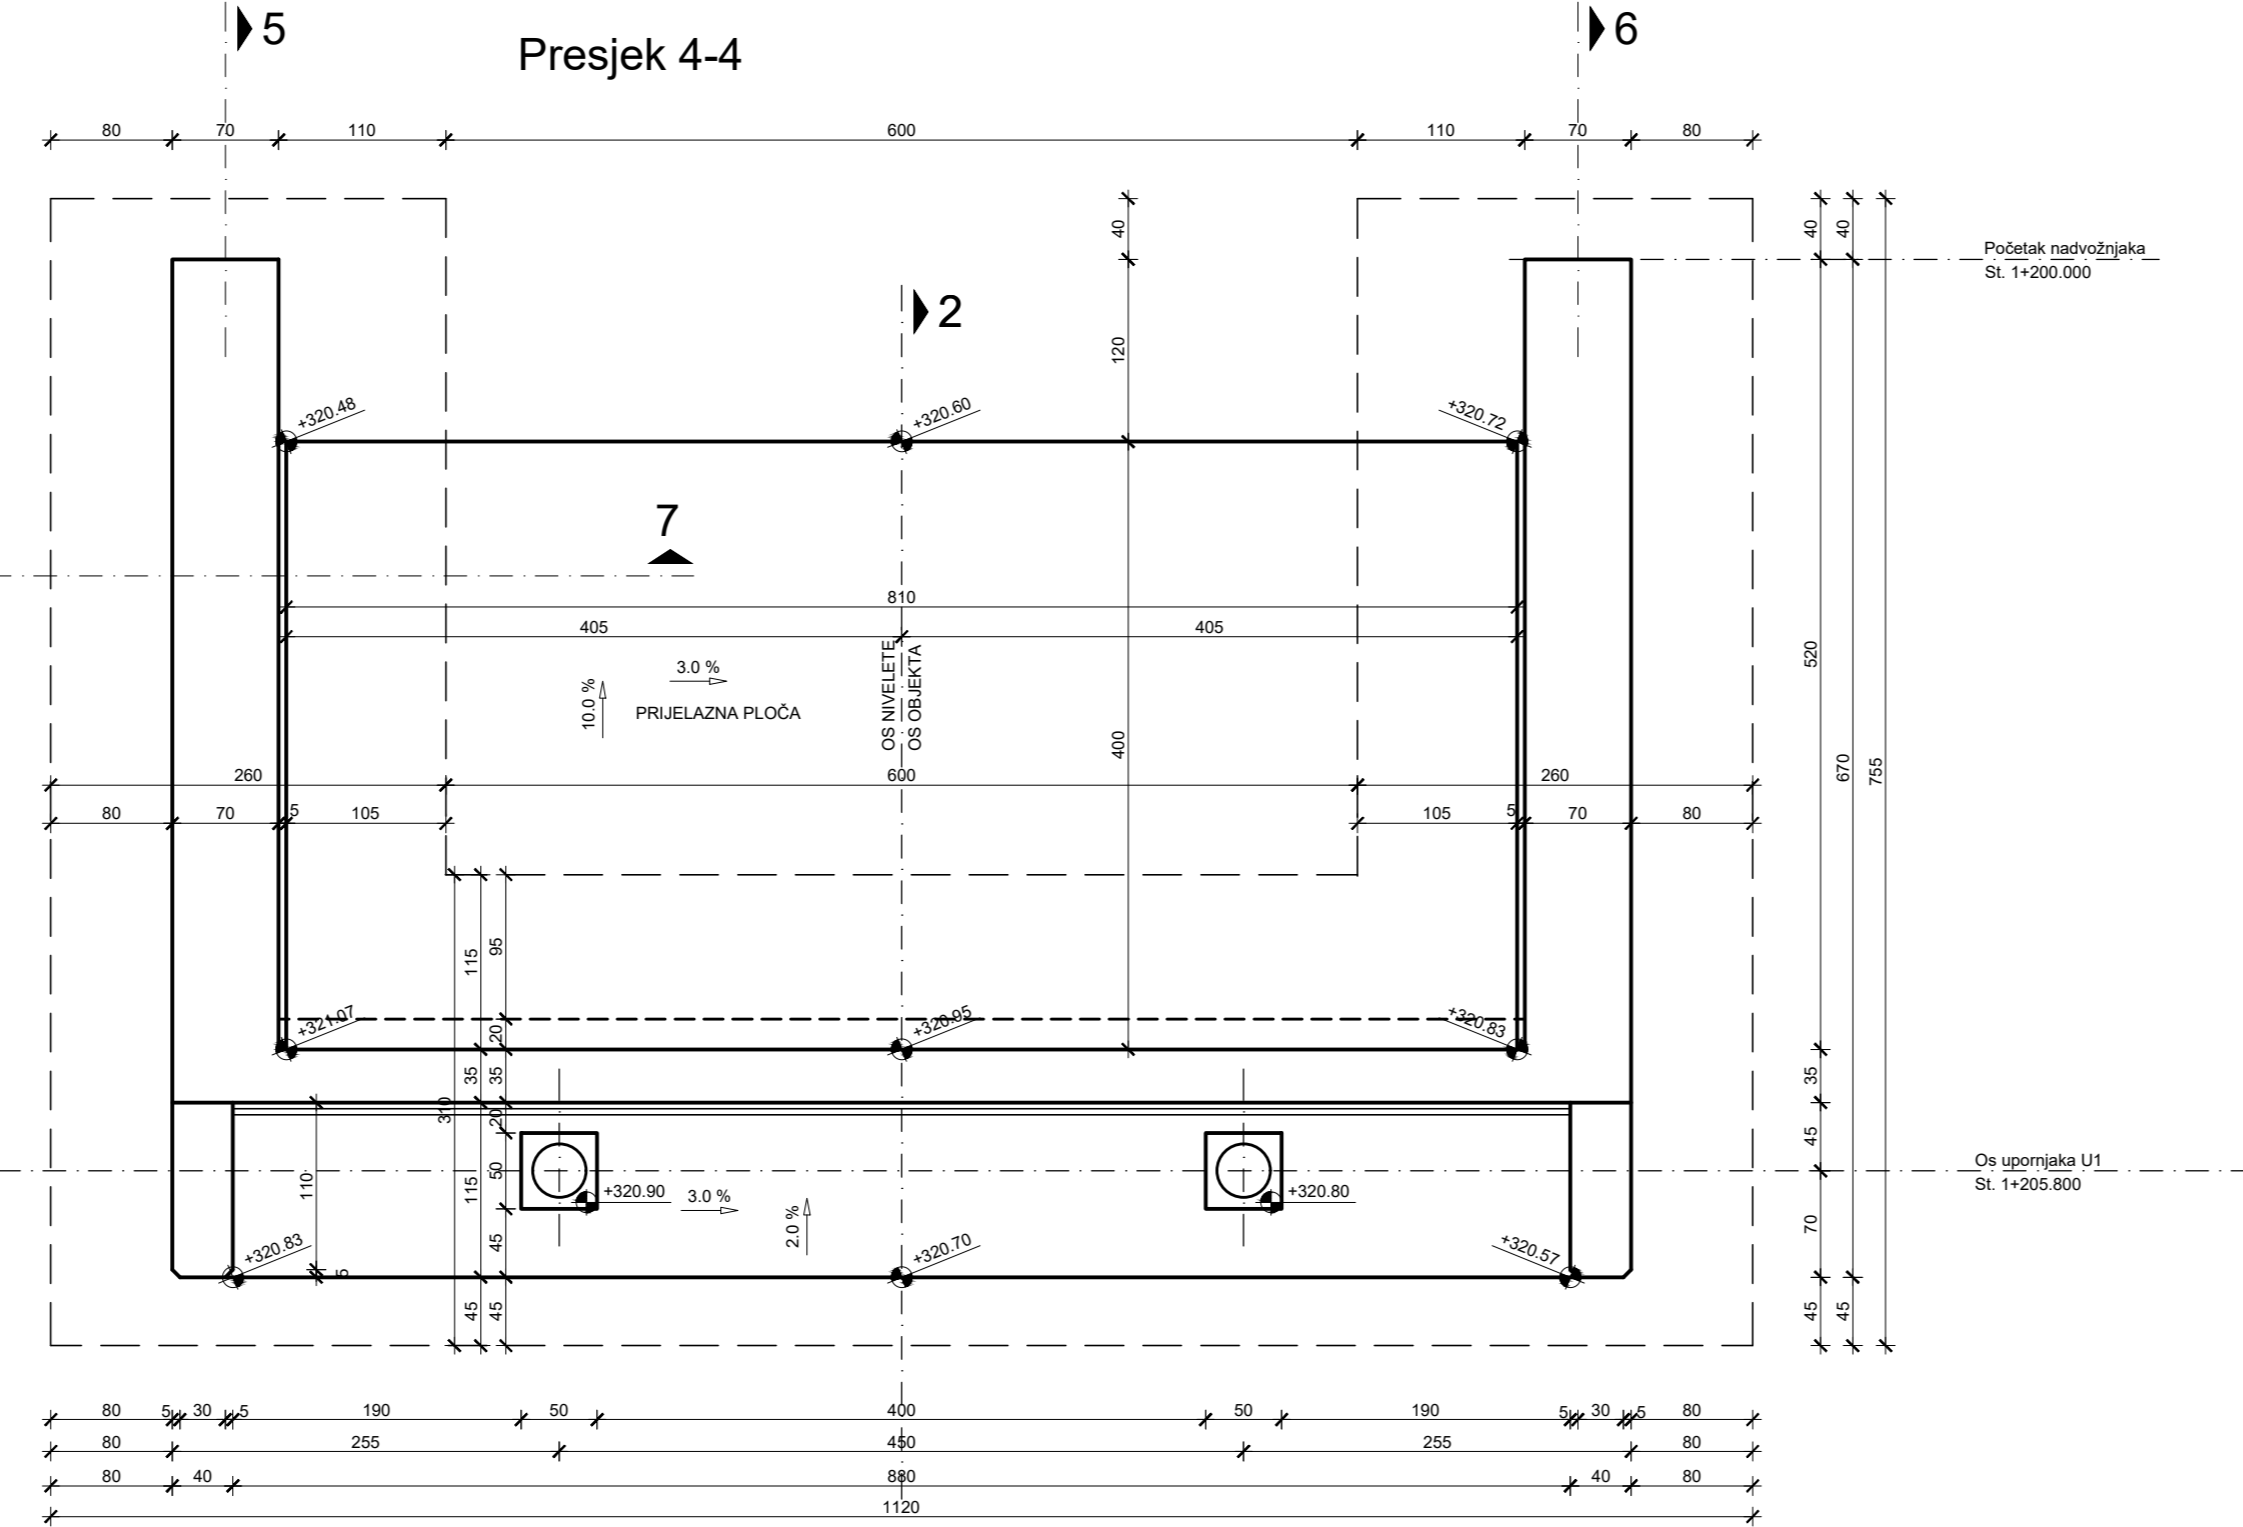 5
6
Presjek 4-4
80 70 110 600 110 70 80
40 40 40
Početak nadvožnjaka
St. 1+200.000
2
120
+320.48 +320.60 +320.72
7
810
405 405
520
OS NIVELETE
OS OBJEKTA
3.0 %
10.0 %
PRIJELAZNA PLOČA
400
670
755
260 600 260
80 70 5 105 105 5 70 80
115 95
+321.07 +320.95 +320.83
20
35 35 35
310 20
45
110 115 50
Os upornjaka U1
St. 1+205.800
+320.90 3.0 % +320.80
2.0 %
70
45
+320.83 +320.70 +320.57
5
45 45 45 45
80 5 30 5 190 50 400 50 190 5 30 5 80
80 255 450 255 80
80 40 880 40 80
1120